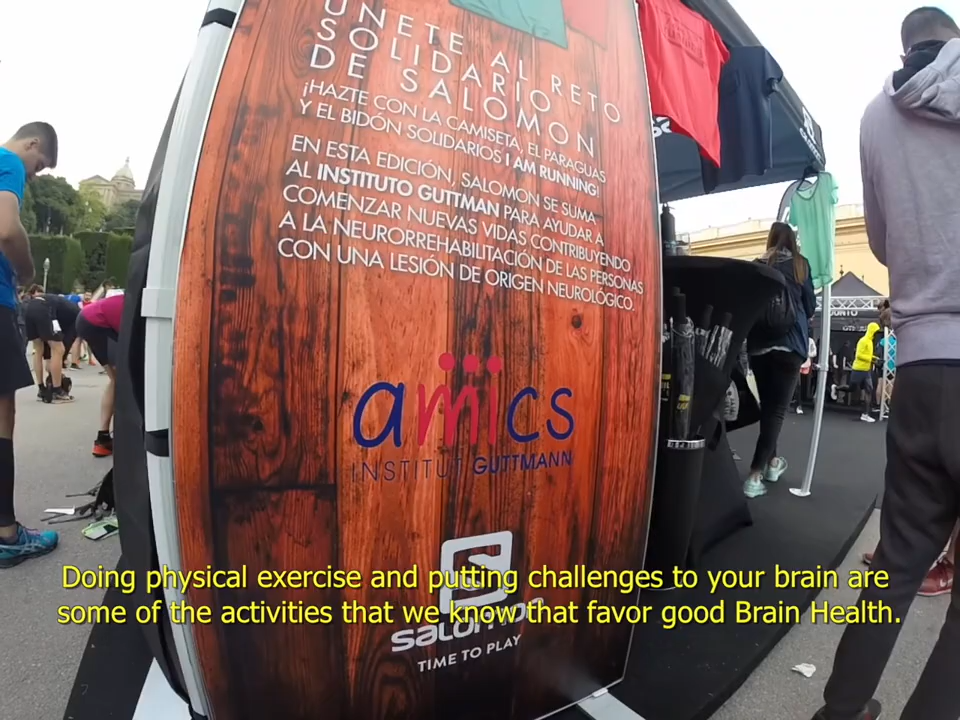 ÚNETE AL RETO
SOLIDARIO
DE SALOMON
¡HAZTE CON LA CAMISETA, EL PARAGUAS
Y EL BIDÓN SOLIDARIOS I AM RUNNING!
EN ESTA EDICIÓN, SALOMON SE SUMA
AL INSTITUTO GUTTMAN PARA AYUDAR A
COMENZAR NUEVAS VIDAS CONTRIBUYENDO
A LA NEURORREHABILITACIÓN DE LAS PERSONAS
CON UNA LESIÓN DE ORIGEN NEUROLÓGICO.
amics
INSTITUT GUTTMANN
S
salomon
TIME TO PLAY
Doing physical exercise and putting challenges to your brain are
some of the activities that we know that favor good Brain Health.